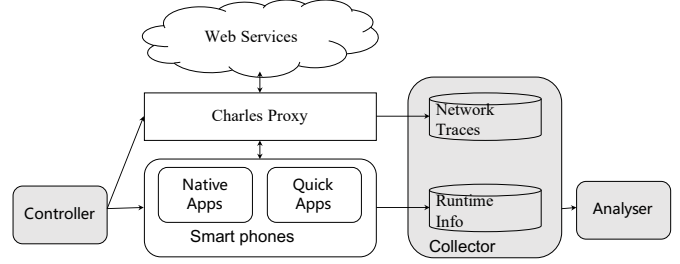 Web Services
Charles Proxy
Network
Traces
Native
Apps
Quick
Apps
Smart phones
Controller
Runtime
Info
Collector
Analyser